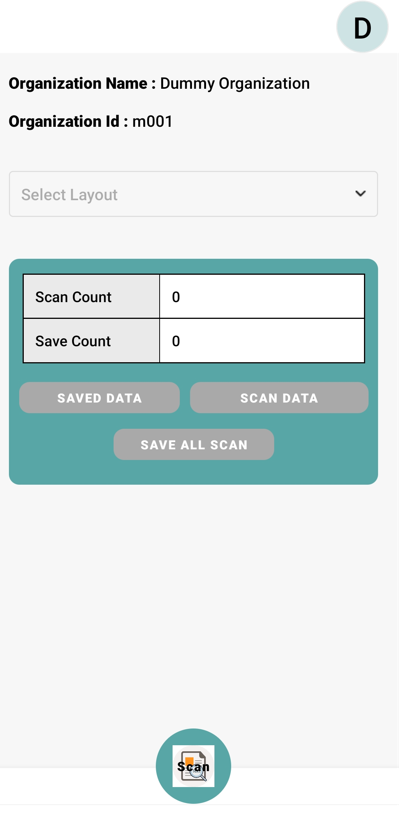 D
Organization Name : Dummy Organization
Organization Id : m001
Select Layout
Scan Count 0
Save Count 0
SAVED DATA SCAN DATA
SAVE ALL SCAN
Scan